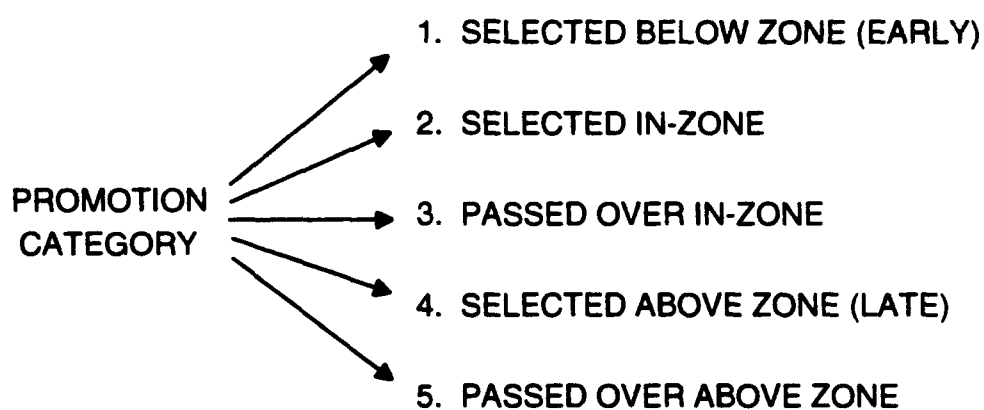 PROMOTION
CATEGORY
1. SELECTED BELOW ZONE (EARLY)
2. SELECTED IN-ZONE
3. PASSED OVER IN-ZONE
4. SELECTED ABOVE ZONE (LATE)
5. PASSED OVER ABOVE ZONE